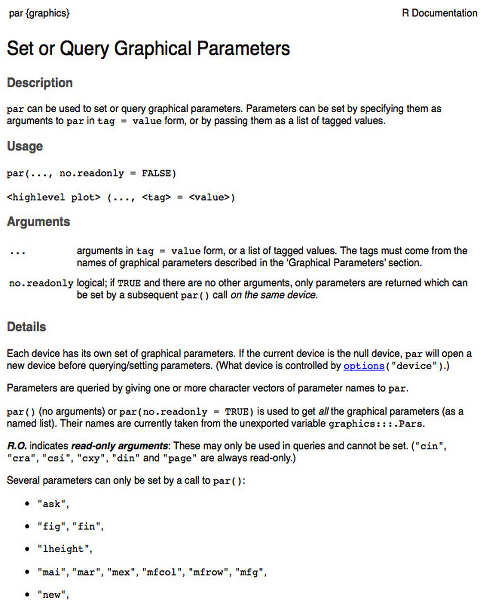 par {graphics} R Documentation
Set or Query Graphical Parameters
Description
par can be used to set or query graphical parameters. Parameters can be set by specifying them as
arguments to par in tag = value form, or by passing them as a list of tagged values.
Usage
par(..., no.readonly = FALSE)
<highlevel plot> (..., <tag> = <value>)
Arguments
... arguments in tag = value form, or a list of tagged values. The tags must come from the
names of graphical parameters described in the 'Graphical Parameters' section.
no.readonly logical; if TRUE and there are no other arguments, only parameters are returned which can
be set by a subsequent par() call on the same device.
Details
Each device has its own set of graphical parameters. If the current device is the null device, par will open a
new device before querying/setting parameters. (What device is controlled by options("device").)
Parameters are queried by giving one or more character vectors of parameter names to par.
par() (no arguments) or par(no.readonly = TRUE) is used to get all the graphical parameters (as a
named list). Their names are currently taken from the unexported variable graphics:::.Pars.
R.O. indicates read-only arguments: These may only be used in queries and cannot be set. ("cin",
"cra", "csi", "cxy", "din" and "page" are always read-only.)
Several parameters can only be set by a call to par():
• "ask",
• "fig", "fin",
• "lheight",
• "mai", "mar", "mex", "mfcol", "mfrow", "mfg",
• "new",